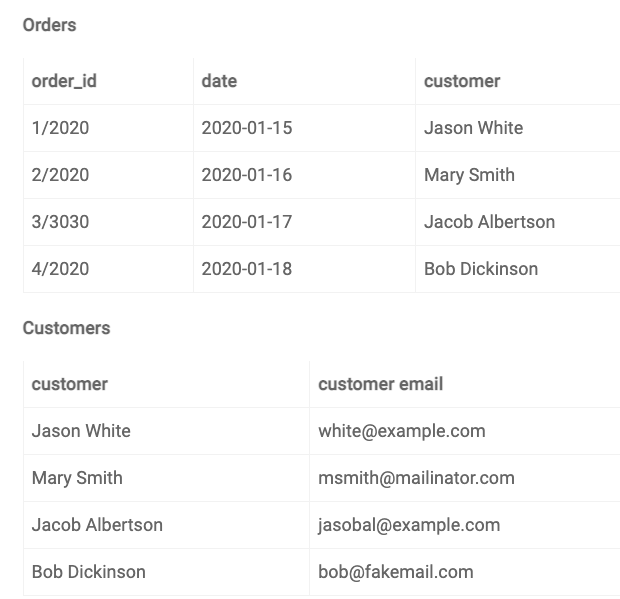 Orders
order_id date customer
1/2020 2020-01-15 Jason White
2/2020 2020-01-16 Mary Smith
3/3030 2020-01-17 Jacob Albertson
4/2020 2020-01-18 Bob Dickinson
Customers
customer customer email
Jason White white@example.com
Mary Smith msmith@mailinator.com
Jacob Albertson jasobal@example.com
Bob Dickinson bob@fakemail.com